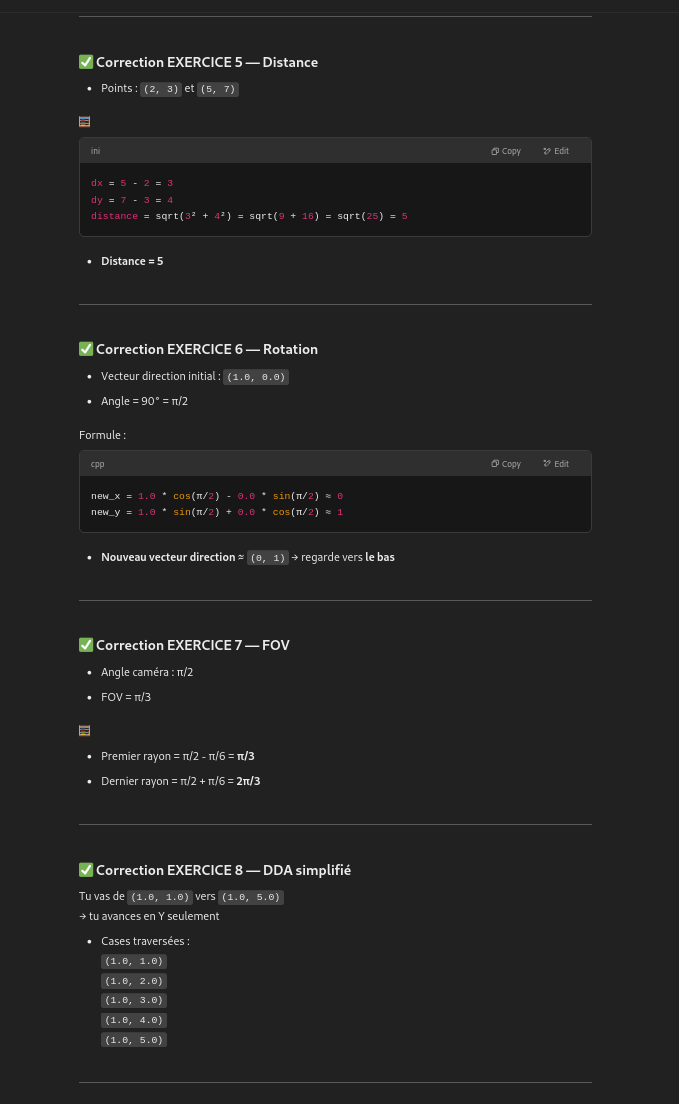 ✅ Correction EXERCICE 5 — Distance
• Points : (2, 3) et (5, 7)
🧮
ini Copy Edit
dx = 5 - 2 = 3
dy = 7 - 3 = 4
distance = sqrt(3² + 4²) = sqrt(9 + 16) = sqrt(25) = 5
• Distance = 5
✅ Correction EXERCICE 6 — Rotation
• Vecteur direction initial : (1.0, 0.0)
• Angle = 90° = π/2
Formule :
cpp Copy Edit
new_x = 1.0 * cos(π/2) - 0.0 * sin(π/2) ≈ 0
new_y = 1.0 * sin(π/2) + 0.0 * cos(π/2) ≈ 1
• Nouveau vecteur direction ≈ (0, 1) → regarde vers le bas
✅ Correction EXERCICE 7 — FOV
• Angle caméra : π/2
• FOV = π/3
🧮
• Premier rayon = π/2 - π/6 = π/3
• Dernier rayon = π/2 + π/6 = 2π/3
✅ Correction EXERCICE 8 — DDA simplifié
Tu vas de (1.0, 1.0) vers (1.0, 5.0)
→ tu avances en Y seulement
• Cases traversées :
(1.0, 1.0)
(1.0, 2.0)
(1.0, 3.0)
(1.0, 4.0)
(1.0, 5.0)